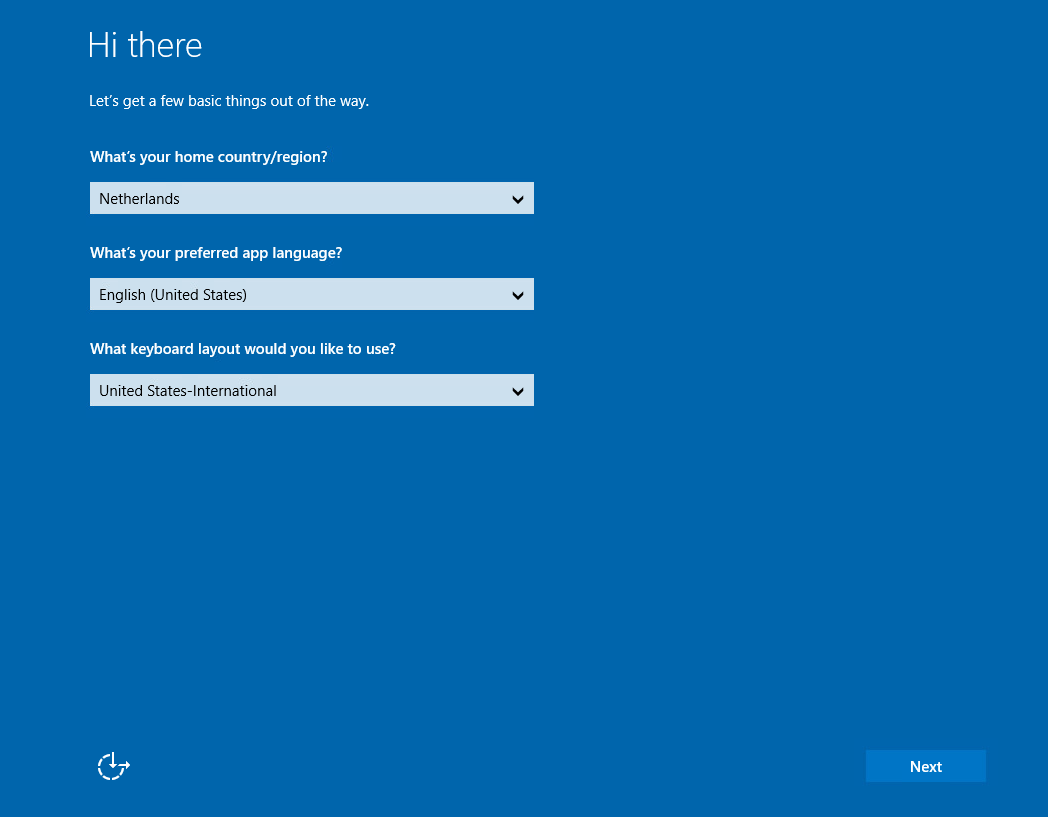 Hi there
Let's get a few basic things out of the way.
What's your home country/region?
Netherlands
What's your preferred app language?
English (United States)
What keyboard layout would you like to use?
United States-International
Next